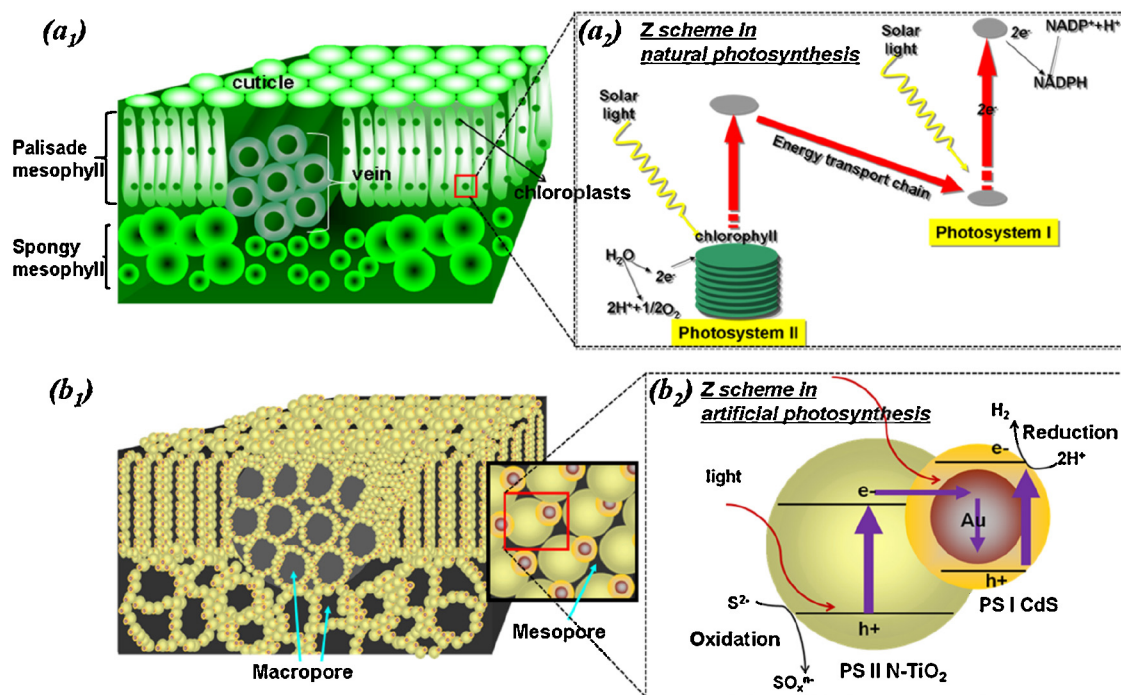 (a₁)
cuticle
Palisade
mesophyll
vein
chloroplasts
Spongy
mesophyll
(a₂)
Z scheme in
natural photosynthesis
Solar
light
Solar
light
2e-
NADP⁺+H⁺
NADPH
2e-
Energy transport chain
chlorophyll
Photosystem I
H₂O
2e-
2H⁺+1/2O₂
Photosystem II
(b₁)
Mesopore
Macropore
(b₂)
Z scheme in
artificial photosynthesis
light
H₂
Reduction
2H⁺
e-
e-
Au
h+
PS I CdS
S²⁻
h+
Oxidation
PS II N-TiO₂
SOₓⁿ⁻